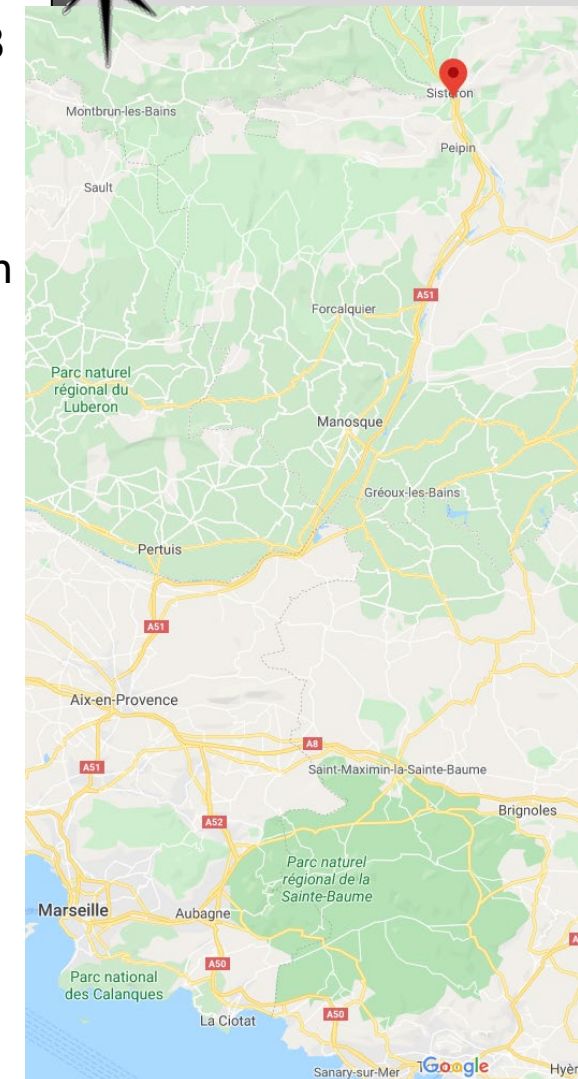 3
Sisteron
Montbrun-les-Bains
Peipin
Sault
n
A51
Forcalquier
Parc naturel
régional du
Luberon
Manosque
Gréoux-les-Bains
Pertuis
A51
Aix-en-Provence
A8
A51
Saint-Maximin-la-Sainte-Baume
Brignoles
A52
Parc naturel
régional de la
Sainte-Baume
Marseille
Aubagne
A50
Parc national
des Calanques
La Ciotat
A50
Sanary-sur-Mer
Google
Hyèr